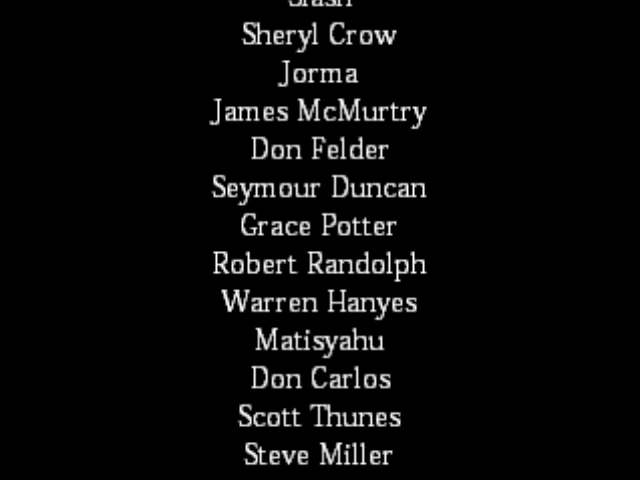 Slash
Sheryl Crow
Jorma
James McMurtry
Don Felder
Seymour Duncan
Grace Potter
Robert Randolph
Warren Hanyes
Matisyahu
Don Carlos
Scott Thunes
Steve Miller